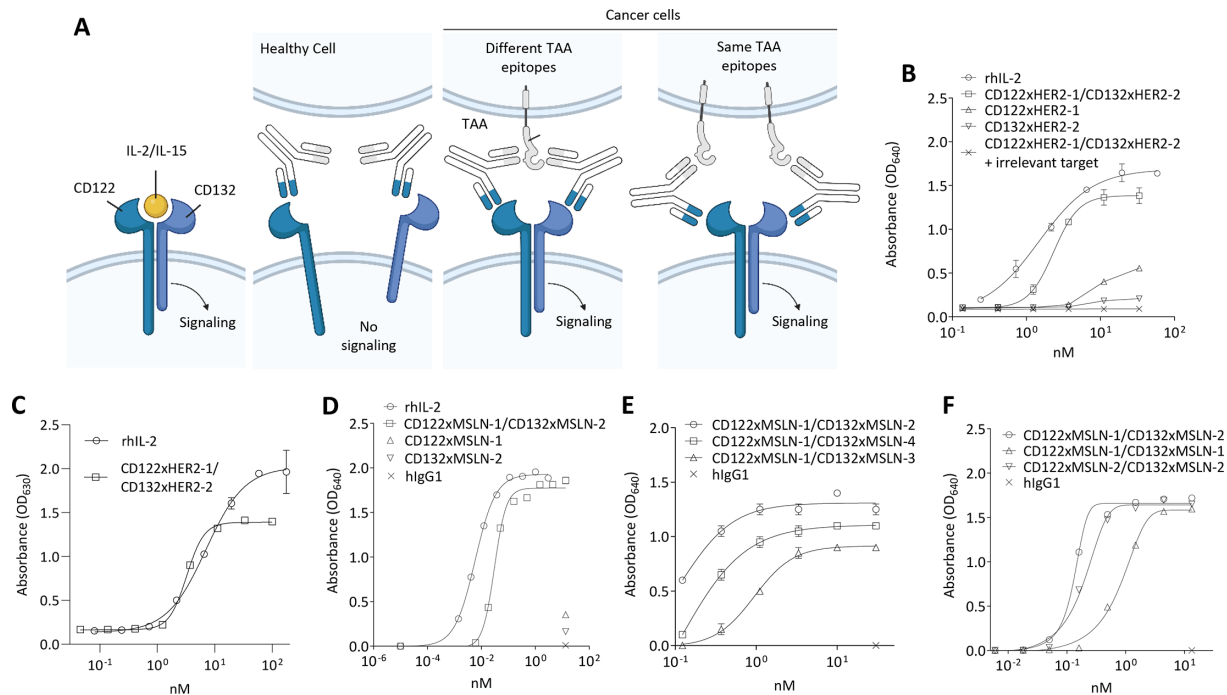 A
Cancer cells
Healthy Cell
Different TAA
epitopes
Same TAA
epitopes
TAA
IL-2/IL-15
CD122
CD132
Signaling
No
signaling
Signaling
Signaling
B
rhIL-2
CD122xHER2-1/CD132xHER2-2
CD122xHER2-1
CD132xHER2-2
CD122xHER2-1/CD132xHER2-2
+ irrelevant target
Absorbance (OD640)
2.5
2.0
1.5
1.0
0.5
0.0
10-1 100 101 102
nM
C
rhIL-2
CD122xHER2-1/
CD132xHER2-2
Absorbance (OD630)
2.5
2.0
1.5
1.0
0.5
0.0
10-1 100 101 102
nM
D
rhIL-2
CD122xMSLN-1/CD132xMSLN-2
CD122xMSLN-1
CD132xMSLN-2
hIgG1
Absorbance (OD640)
2.5
2.0
1.5
1.0
0.5
0.0
10-6 10-4 10-2 100 102
nM
E
CD122xMSLN-1/CD132xMSLN-2
CD122xMSLN-1/CD132xMSLN-4
CD122xMSLN-1/CD132xMSLN-3
hIgG1
Absorbance (OD640)
2.0
1.5
1.0
0.5
0.0
10-1 100 101
nM
F
CD122xMSLN-1/CD132xMSLN-2
CD122xMSLN-1/CD132xMSLN-1
CD122xMSLN-2/CD132xMSLN-2
hIgG1
Absorbance (OD640)
2.5
2.0
1.5
1.0
0.5
0.0
10-2 10-1 100 101
nM